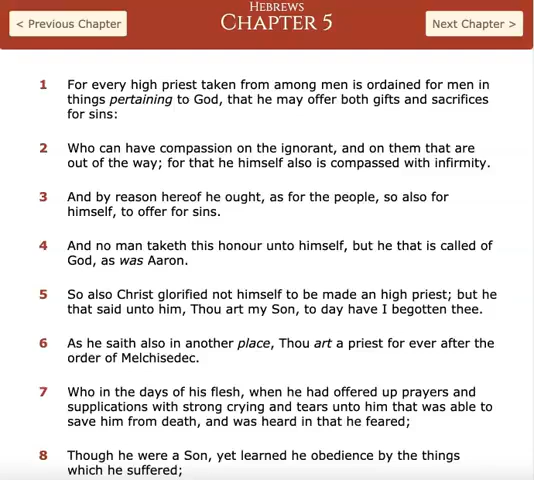 < Previous Chapter
HEBREWS
CHAPTER 5
Next Chapter >
1 For every high priest taken from among men is ordained for men in
things pertaining to God, that he may offer both gifts and sacrifices
for sins:
2 Who can have compassion on the ignorant, and on them that are
out of the way; for that he himself also is compassed with infirmity.
3 And by reason hereof he ought, as for the people, so also for
himself, to offer for sins.
4 And no man taketh this honour unto himself, but he that is called of
God, as was Aaron.
5 So also Christ glorified not himself to be made an high priest; but he
that said unto him, Thou art my Son, to day have I begotten thee.
6 As he saith also in another place, Thou art a priest for ever after the
order of Melchisedec.
7 Who in the days of his flesh, when he had offered up prayers and
supplications with strong crying and tears unto him that was able to
save him from death, and was heard in that he feared;
8 Though he were a Son, yet learned he obedience by the things
which he suffered;